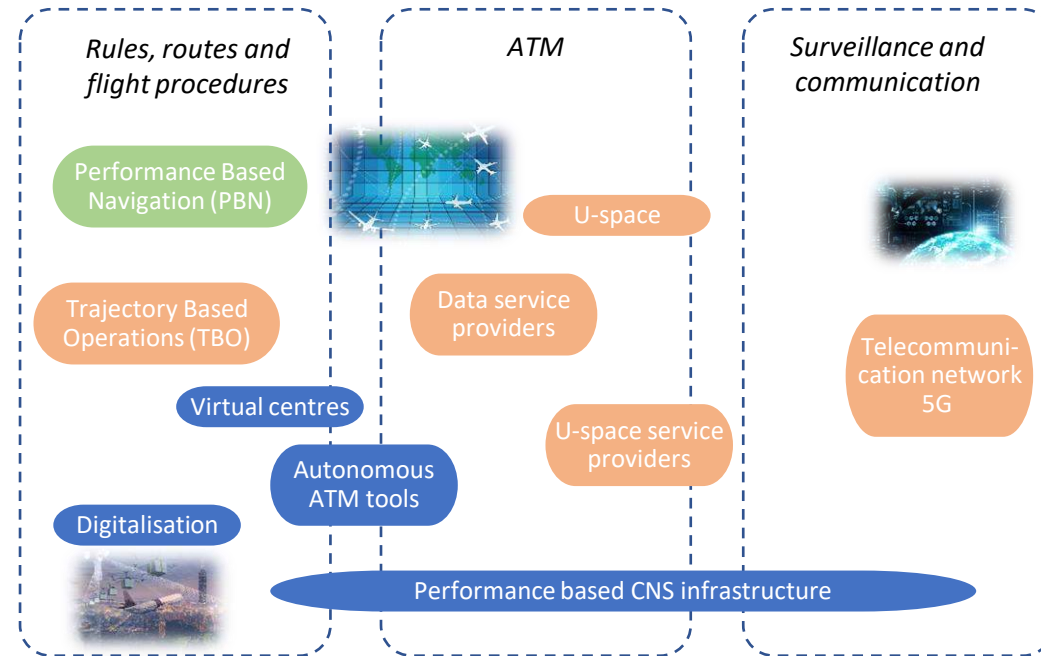 Rules, routes and
flight procedures
ATM
Surveillance and
communication
Performance Based
Navigation (PBN)
U-space
Trajectory Based
Operations (TBO)
Data service
providers
Telecommuni-
cation network
5G
Virtual centres
U-space service
providers
Autonomous
ATM tools
Digitalisation
Performance based CNS infrastructure